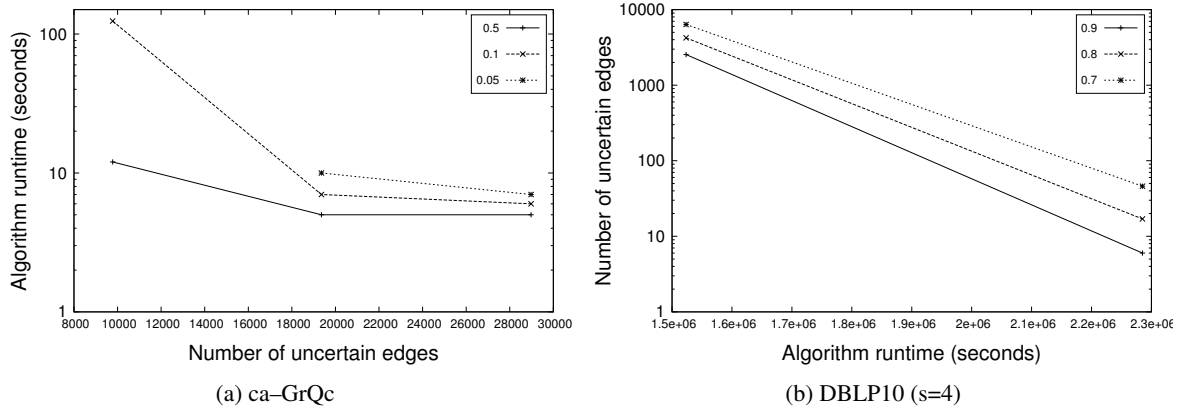 100
10
1
8000 10000 12000 14000 16000 18000 20000 22000 24000 26000 28000 30000
Algorithm runtime (seconds)
Number of uncertain edges
0.5
0.1
0.05
(a) ca–GrQc
10000
1000
100
10
1
1.5e+06 1.6e+06 1.7e+06 1.8e+06 1.9e+06 2e+06 2.1e+06 2.2e+06 2.3e+06
Number of uncertain edges
Algorithm runtime (seconds)
0.9
0.8
0.7
(b) DBLP10 (s=4)